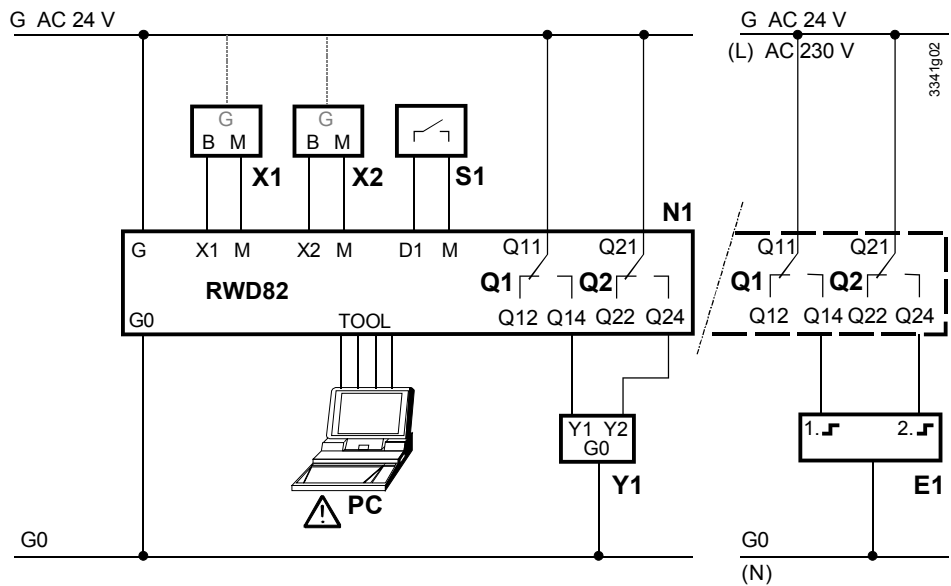 G AC 24 V
G AC 24 V
(L) AC 230 V
3341g02
G
G
B M
B M
X1
X2
S1
N1
G X1 M X2 M D1 M Q11 Q21
Q11 Q21
Q1 Q2
Q1 Q2
RWD82
G0 TOOL Q12 Q14 Q22 Q24
Q12 Q14 Q22 Q24
Y1 Y2
G0
1. 2.
Y1
E1
PC
G0
G0
(N)